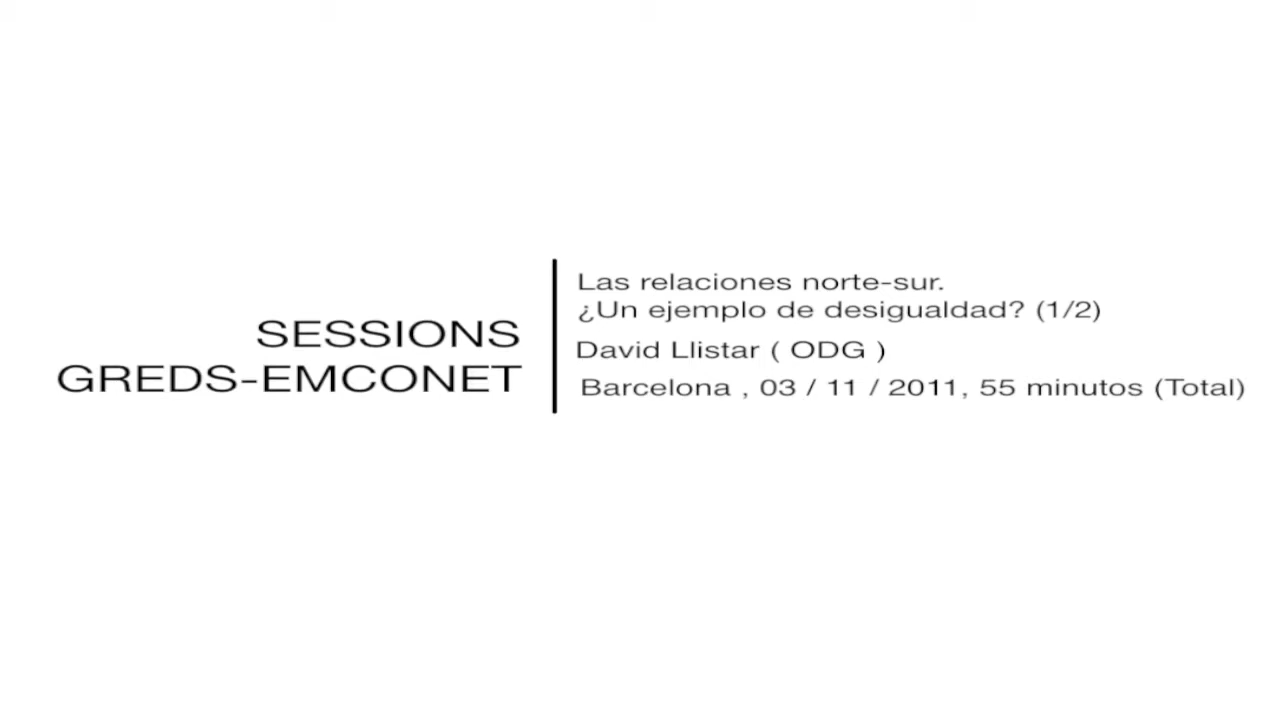 SESSIONS
GREDS-EMCONET
Las relaciones norte-sur.
¿Un ejemplo de desigualdad? (1/2)
David Llistar ( ODG )
Barcelona , 03 / 11 / 2011, 55 minutos (Total)